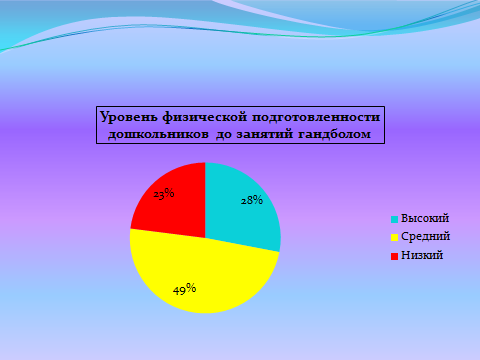 Уровень физической подготовленности
дошкольников до занятий гандболом
23%
28%
49%
Высокий
Средний
Низкий